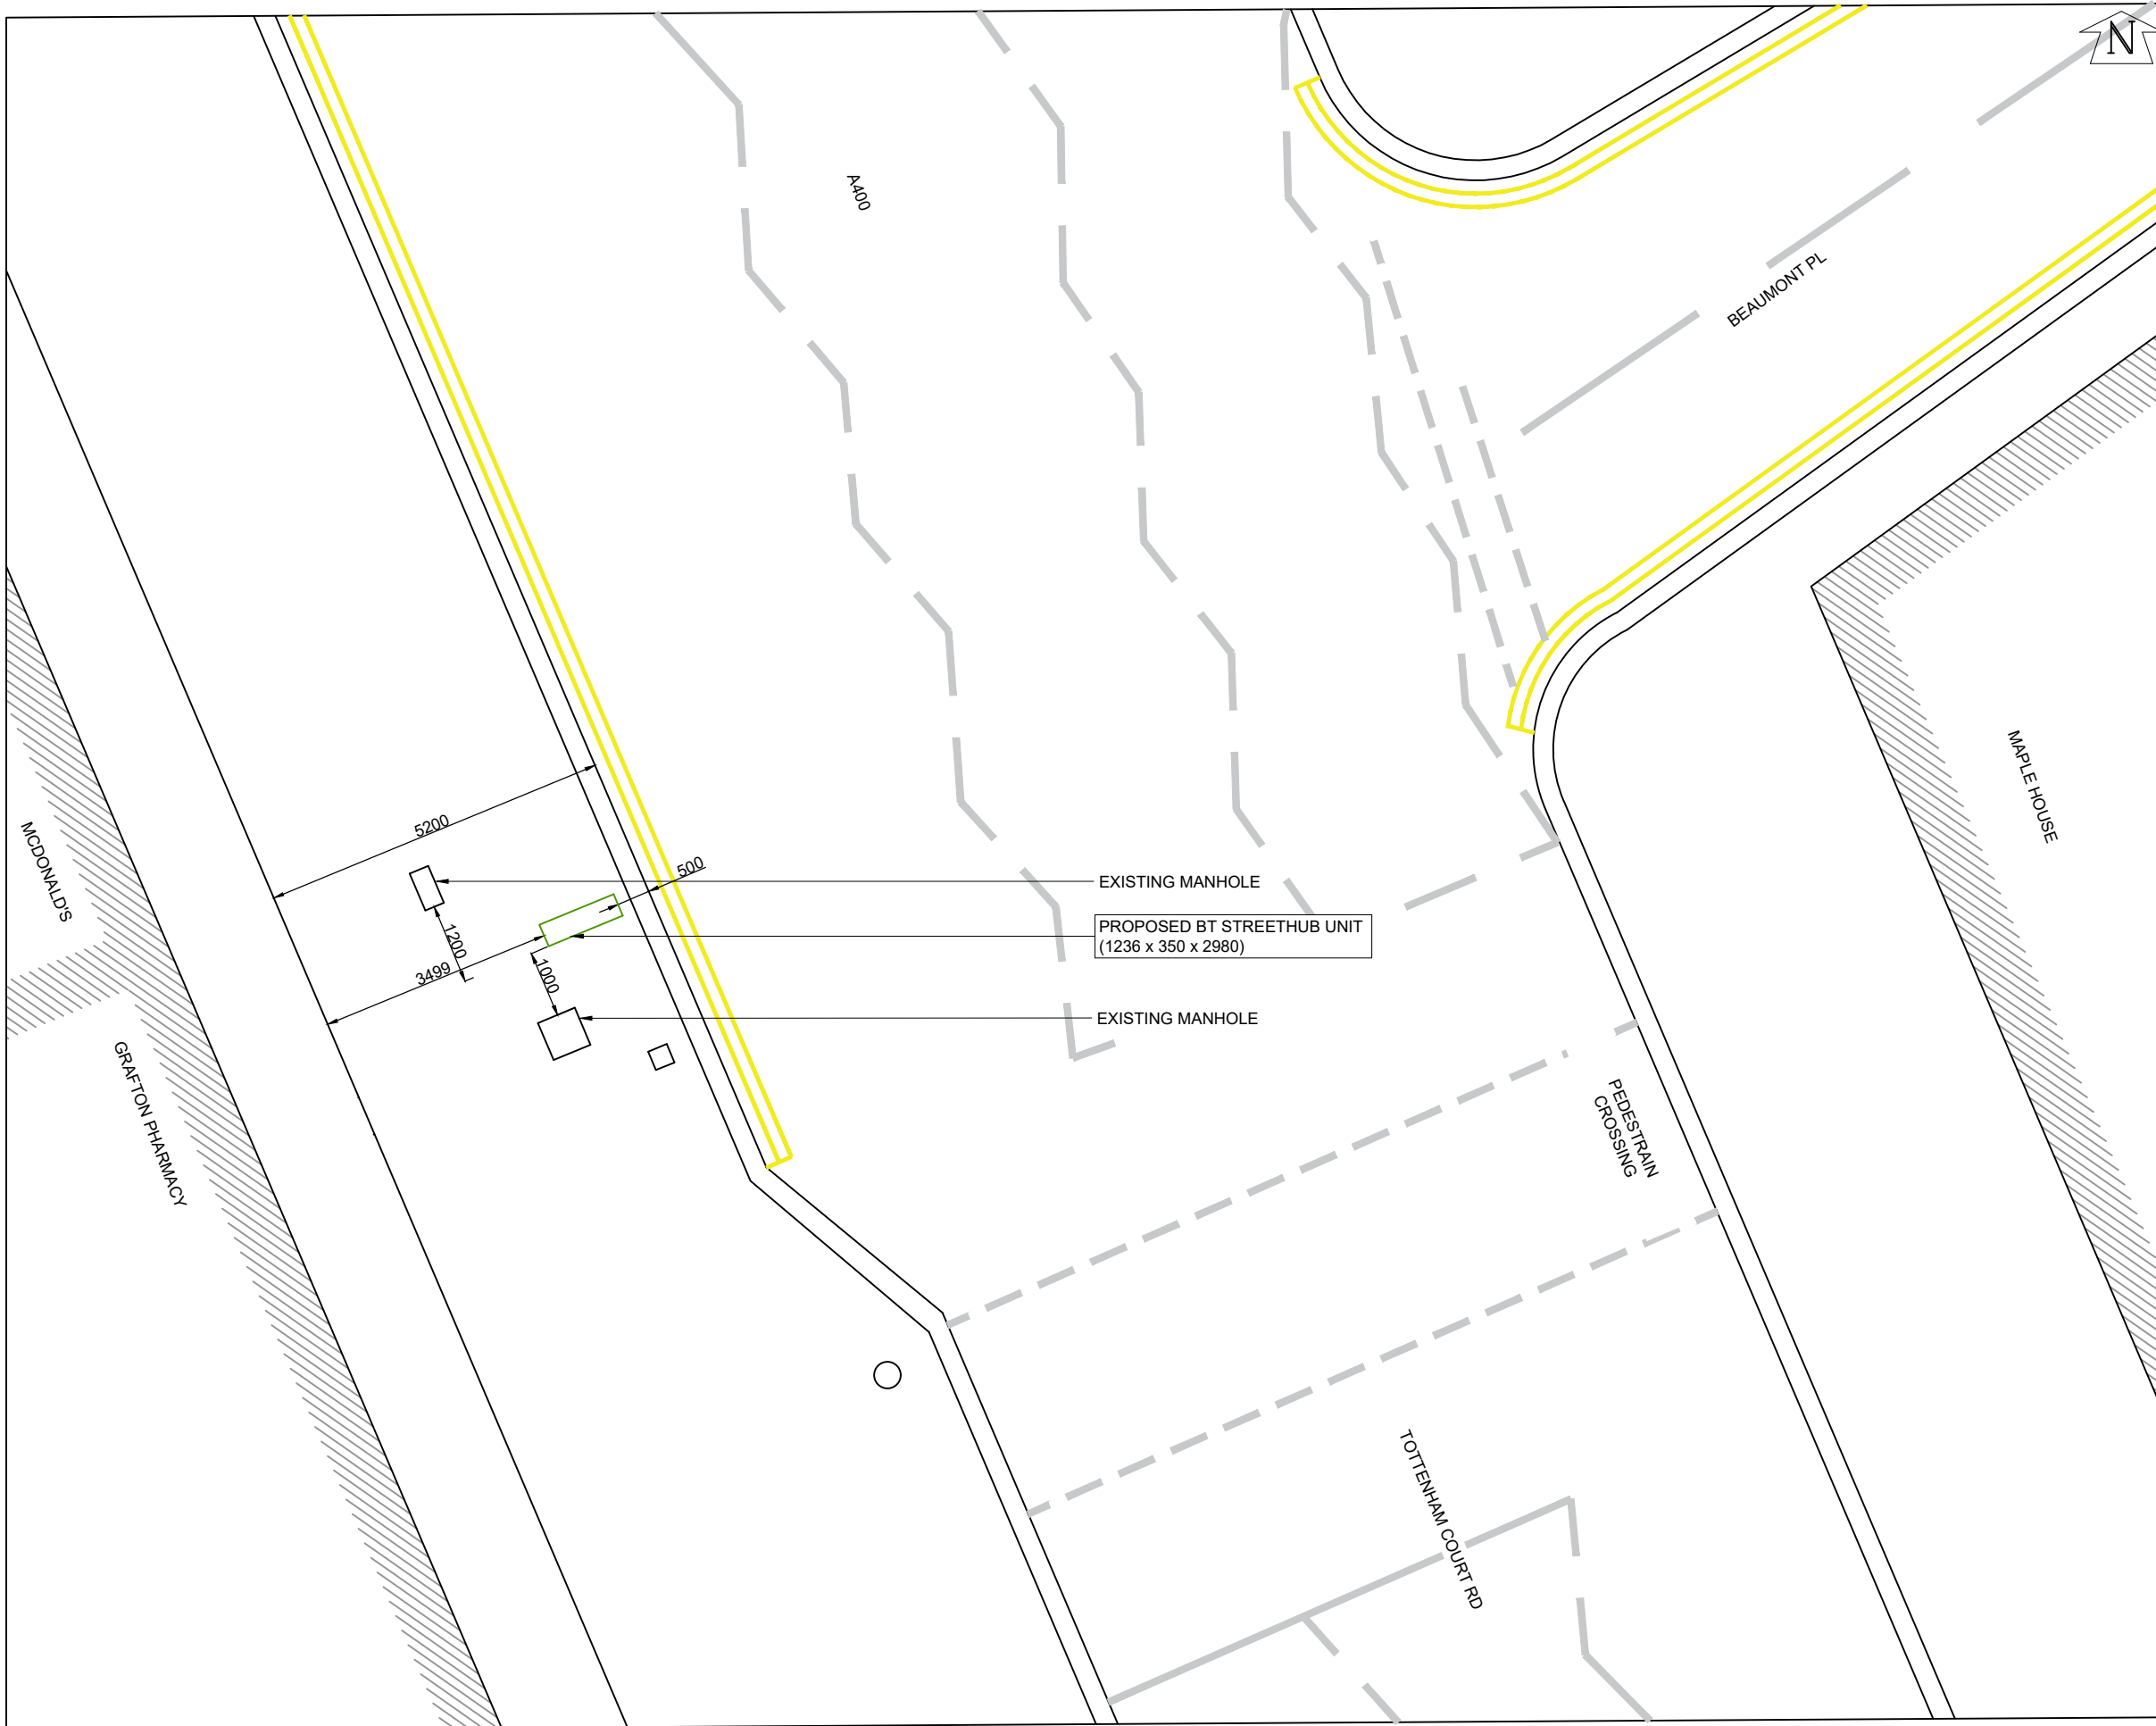 N
A400
BEAUMONT PL
MAPLE HOUSE
5200
MCDONALD'S
500
EXISTING MANHOLE
PROPOSED BT STREETHUB UNIT
(1236 x 350 x 2980)
1200
3499
1000
EXISTING MANHOLE
GRAFTON PHARMACY
PEDESTRAIN
CROSSING
TOTTENHAM COURT RD